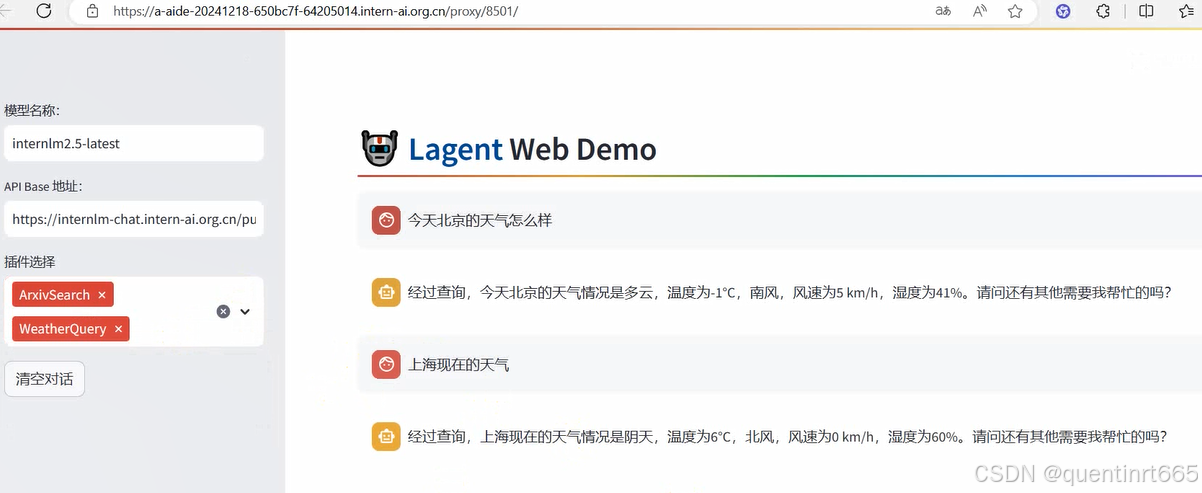 https://a-aide-20241218-650bc7f-64205014.intern-ai.org.cn/proxy/8501/
模型名称：
internlm2.5-latest
API Base 地址：
https://internlm-chat.intern-ai.org.cn/pu
插件选择
ArxivSearch ×
WeatherQuery ×
清空对话
Lagent Web Demo
今天北京的天气怎么样
经过查询，今天北京的天气情况是多云，温度为-1°C，南风，风速为5 km/h，湿度为41%。请问还有其他需要我帮忙的吗？
上海现在的天气
经过查询，上海现在的天气情况是阴天，温度为6°C，北风，风速为0 km/h，湿度为60%。请问还有其他需要我帮忙的吗？
CSDN @quentinrt665